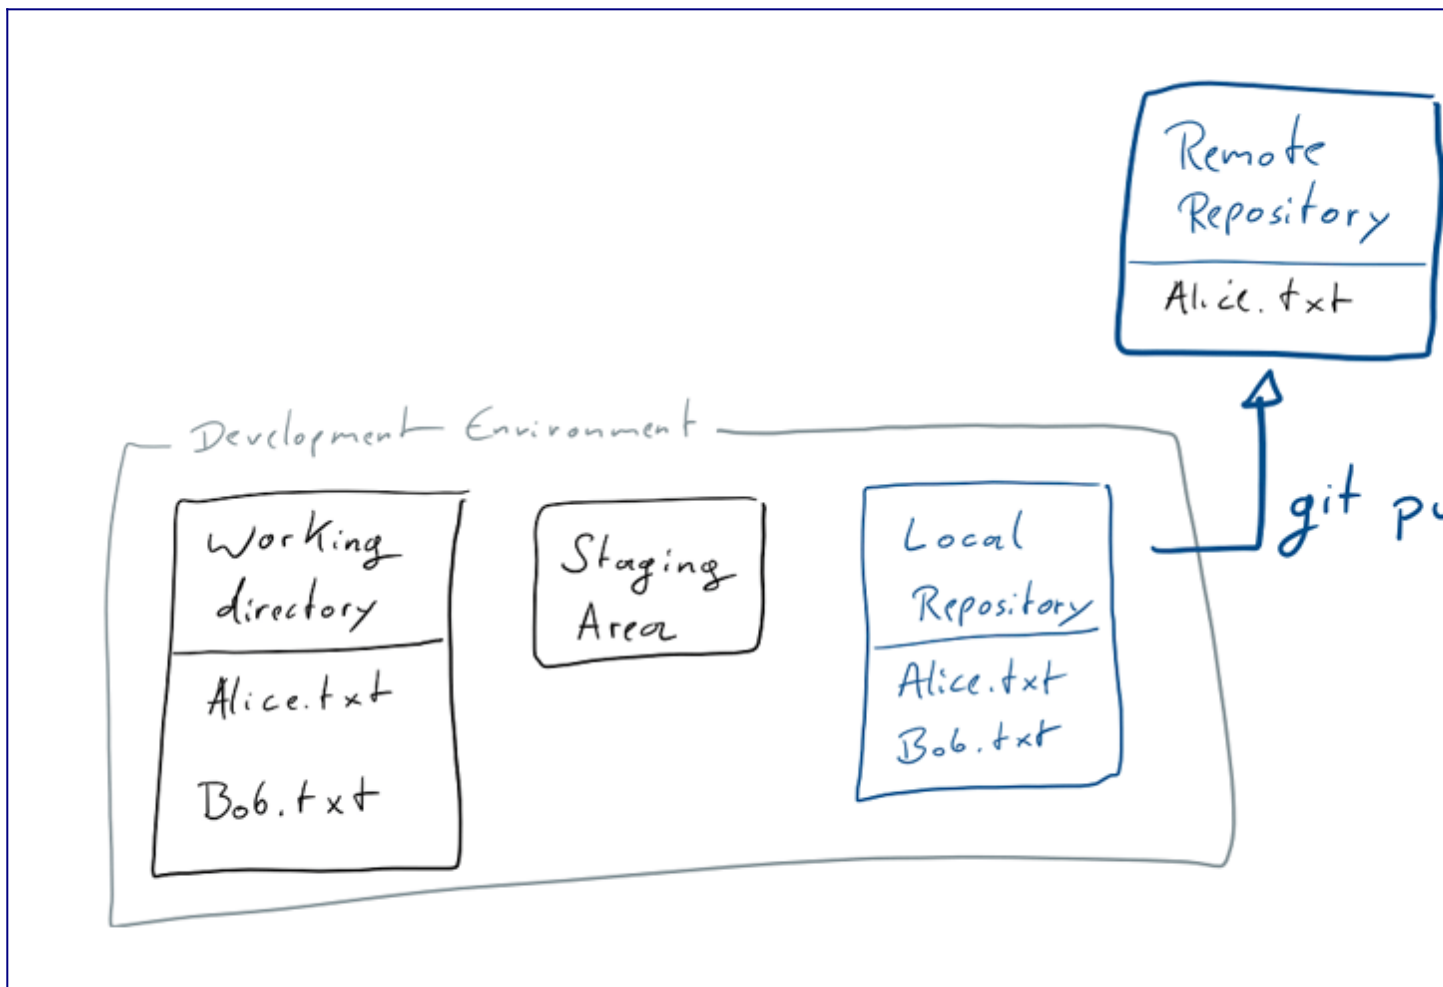 Remote
Repository
Alice.txt
Development Environment
git pu
Working
directory
Alice.txt
Bob.txt
Staging
Area
Local
Repository
Alice.txt
Bob.txt